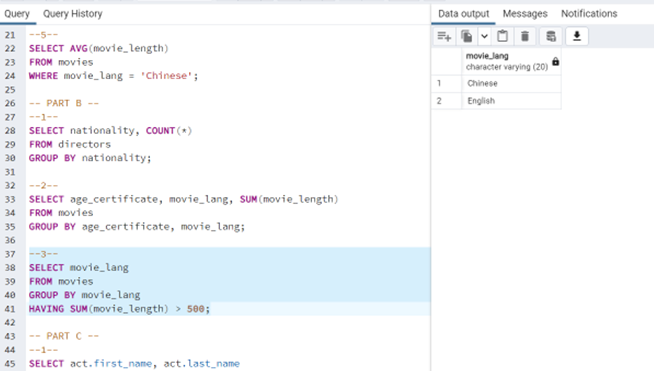 Query Query History
21 --5--
22 SELECT AVG(movie_length)
23 FROM movies
24 WHERE movie_lang = 'Chinese';
25
26 -- PART B --
27 --1--
28 SELECT nationality, COUNT(*)
29 FROM directors
30 GROUP BY nationality;
31
32 --2--
33 SELECT age_certificate, movie_lang, SUM(movie_length)
34 FROM movies
35 GROUP BY age_certificate, movie_lang;
36
37 --3--
38 SELECT movie_lang
39 FROM movies
40 GROUP BY movie_lang
41 HAVING SUM(movie_length) > 500;
42
43 -- PART C --
44 --1--
45 SELECT act.first_name, act.last_name
Data output Messages Notifications
movie_lang
character varying (20)
1 Chinese
2 English